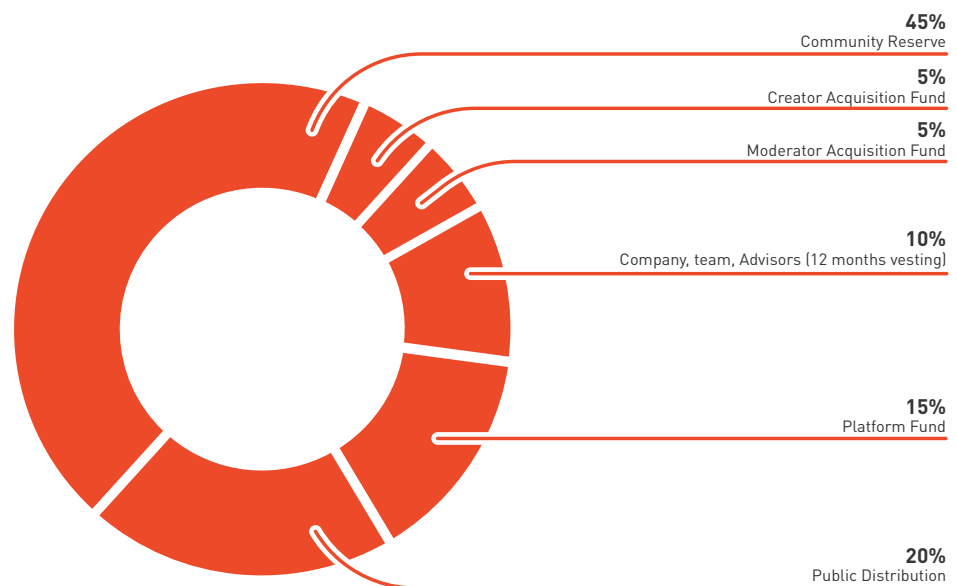 45%
Community Reserve
5%
Creator Acquisition Fund
5%
Moderator Acquisition Fund
10%
Company, team, Advisors (12 months vesting)
15%
Platform Fund
20%
Public Distribution